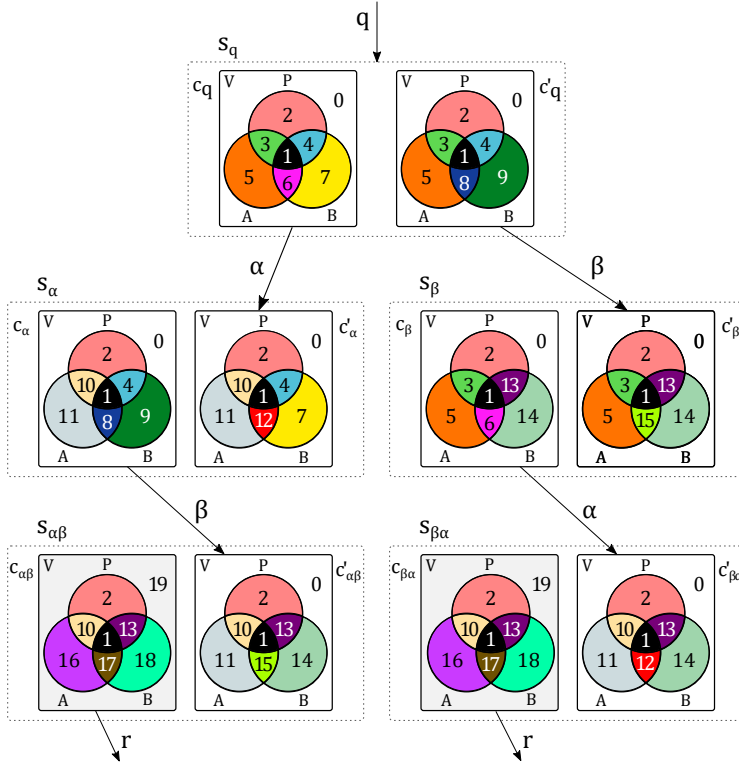 q
s_q
c_q V P 0 V P 0 c'_q
2 2
3 4 3 4
1 1
5 6 7 5 8 9
A B A B
α β
s_α s_β
c_α V P 0 V P 0 c'_α c_β V P 0 V P 0 c'_β
2 2 2 2
10 4 10 4 3 13 3 13
1 1 1 1
11 8 9 11 12 7 5 6 14 5 15 14
A B A B A B A B
β α
s_αβ s_βα
c_αβ V P 19 V P 0 c'_αβ c_βα V P 19 V P 0 c'_βα
2 2 2 2
10 13 10 13 10 13 10 13
1 1 1 1
16 17 18 11 15 14 16 17 18 11 12 14
A B A B A B A B
r r